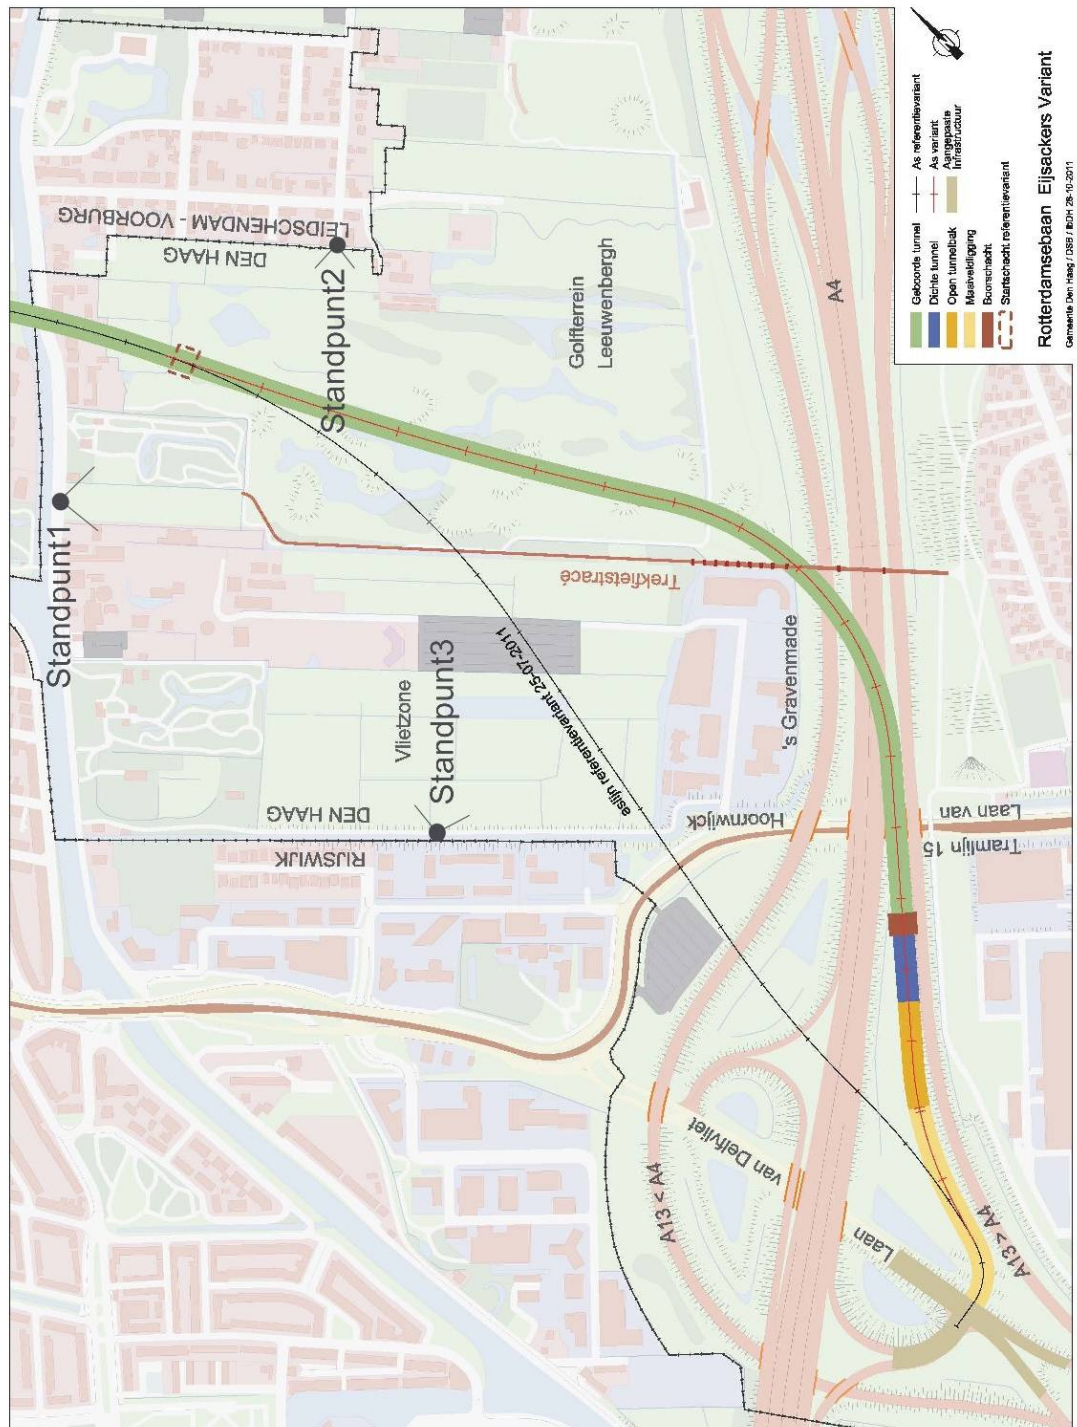 Standpunt1
Standpunt2
Standpunt3
LEIDSCHENDAM - VOORBURG
DEN HAAG
Golfterrein
Leeuwenbergh
A4
Trekfietstracé
Vlietzone
aslijn referentievariant 25-07-2011
's Gravenmade
DEN HAAG
RIJSWIJK
Hoornwijck
Laan van
Tramlijn 15
van Delfvliet
A13 < A4
Laan
A13 > A4
Geboorde tunnel
Dichte tunnel
Open tunnelbak
Maaiveldligging
Bouwschacht
Startschacht referentievariant
As referentievariant
As variant
Aangepaste
Infrastructuur
Rotterdamsebaan Eijsackers Variant
Gemeente Den Haag / DSB / IbDH 28-10-2011